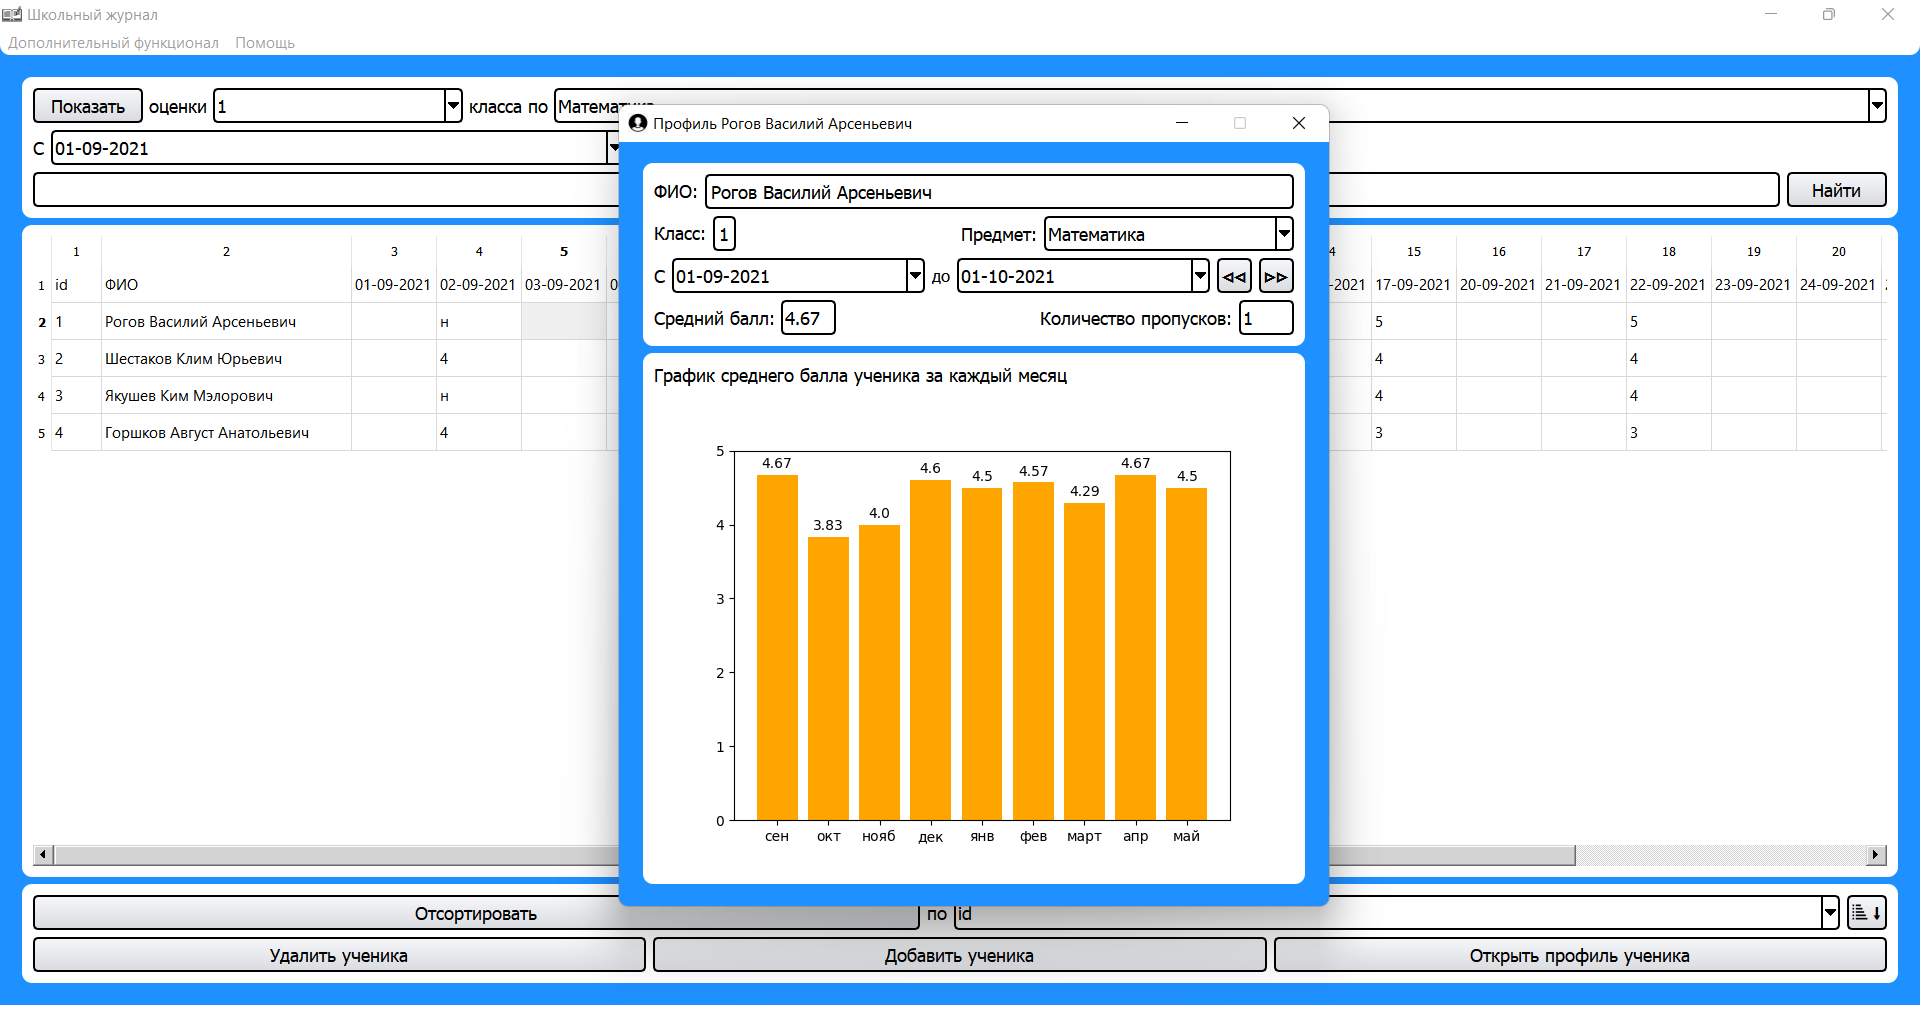 Школьный журнал
Дополнительный функционал Помощь
Показать оценки 1 класса по Математика
С 01-09-2021
Найти
1 2 3 4 5 15 16 17 18 19 20
1 id ФИО 01-09-2021 02-09-2021 03-09-2021 17-09-2021 20-09-2021 21-09-2021 22-09-2021 23-09-2021 24-09-2021
2 1 Рогов Василий Арсеньевич н 5 5
3 2 Шестаков Клим Юрьевич 4 4 4
4 3 Якушев Ким Мэлорович н 4 4
5 4 Горшков Август Анатольевич 4 3 3
Профиль Рогов Василий Арсеньевич
ФИО: Рогов Василий Арсеньевич
Класс: 1 Предмет: Математика
С 01-09-2021 до 01-10-2021
Средний балл: 4.67 Количество пропусков: 1
График среднего балла ученика за каждый месяц
5
4
3
2
1
0
4.67 3.83 4.0 4.6 4.5 4.57 4.29 4.67 4.5
сен окт нояб дек янв фев март апр май
Отсортировать по id
Удалить ученика Добавить ученика Открыть профиль ученика